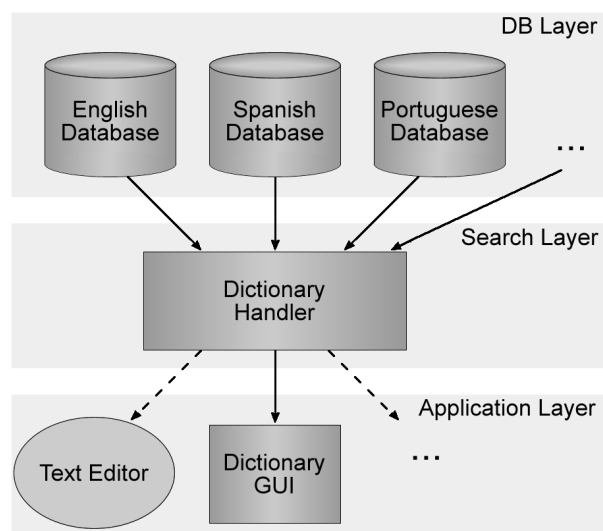 DB Layer
English
Database
Spanish
Database
Portuguese
Database
...
Search Layer
Dictionary
Handler
Application Layer
Text Editor
Dictionary
GUI
...